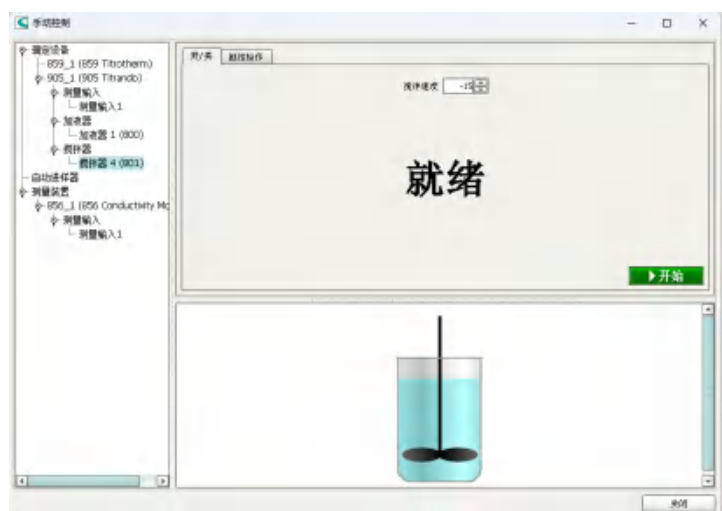 手动控制
滴定设备
859_1 (859 Titrotherm)
905_1 (905 Titrando)
测量输入
测量输入1
加液器
加液器 1 (800)
搅拌器
搅拌器 4 (801)
自动进样器
测量装置
856_1 (856 Conductivity Mo
测量输入
测量输入1
开/关
搅拌速度 -15
就绪
开始
关闭